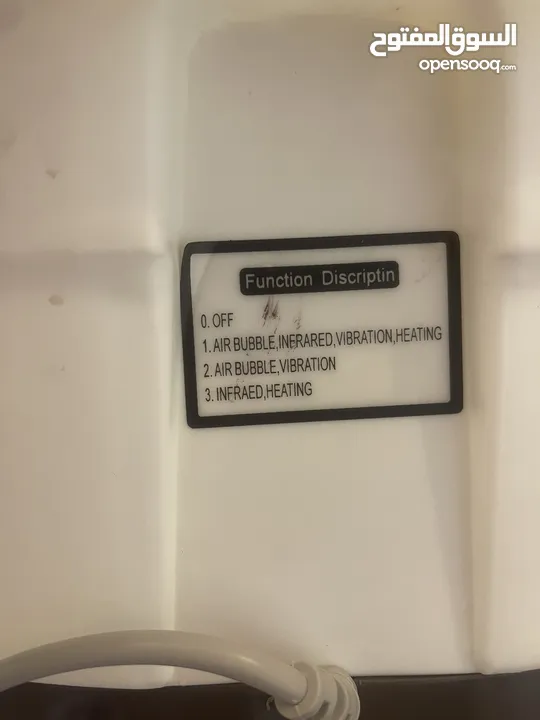 السوق المفتوح
opensooq.com
Function Discriptin
0. OFF
1. AIR BUBBLE,INFRARED,VIBRATION,HEATING
2. AIR BUBBLE,VIBRATION
3. INFRAED,HEATING